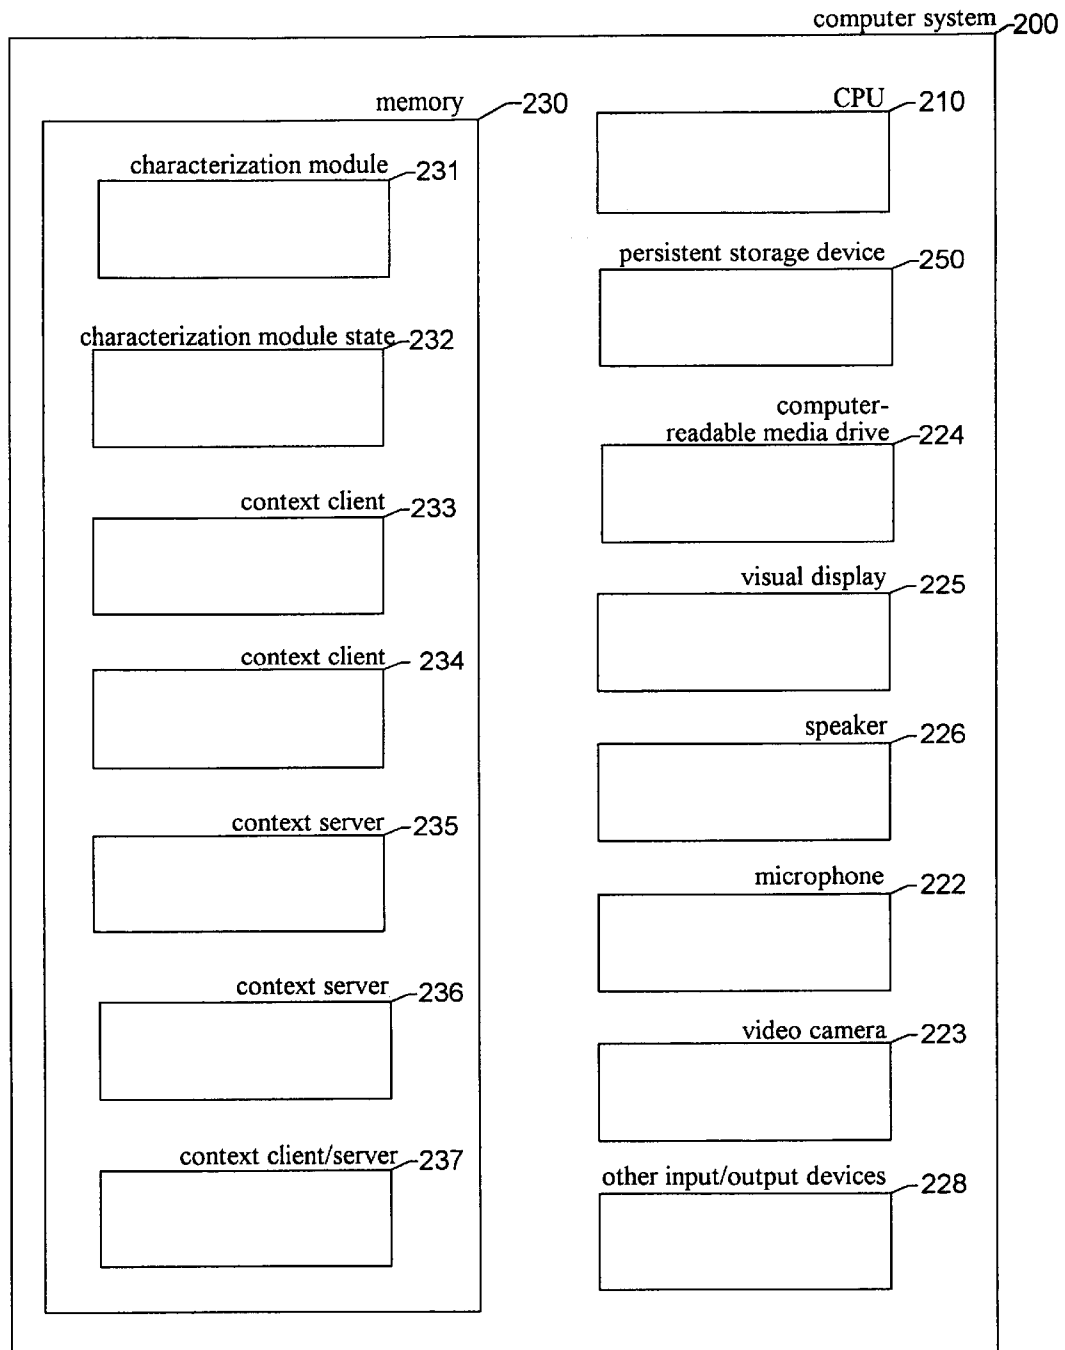 computer system 200
memory 230
characterization module 231
characterization module state 232
context client 233
context client 234
context server 235
context server 236
context client/server 237
CPU 210
persistent storage device 250
computer-
readable media drive 224
visual display 225
speaker 226
microphone 222
video camera 223
other input/output devices 228